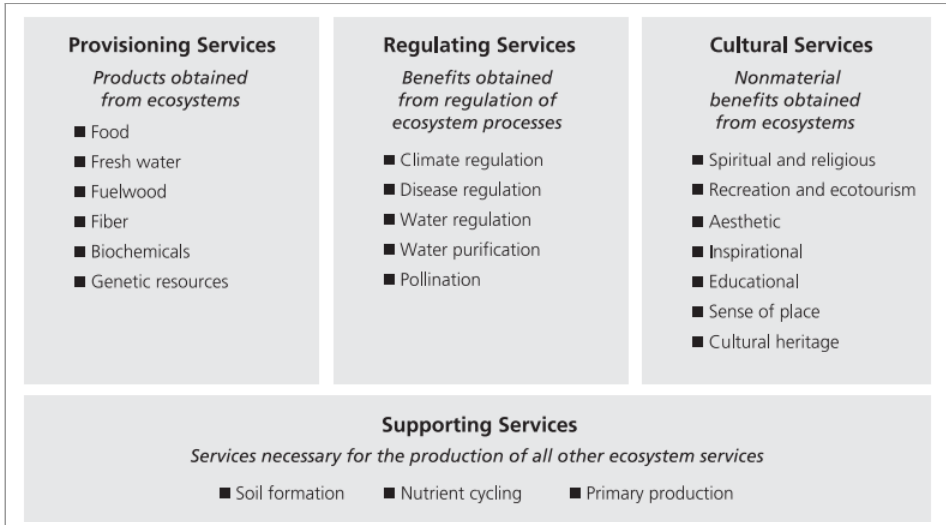 Provisioning Services
Products obtained
from ecosystems
■ Food
■ Fresh water
■ Fuelwood
■ Fiber
■ Biochemicals
■ Genetic resources
Regulating Services
Benefits obtained
from regulation of
ecosystem processes
■ Climate regulation
■ Disease regulation
■ Water regulation
■ Water purification
■ Pollination
Cultural Services
Nonmaterial
benefits obtained
from ecosystems
■ Spiritual and religious
■ Recreation and ecotourism
■ Aesthetic
■ Inspirational
■ Educational
■ Sense of place
■ Cultural heritage
Supporting Services
Services necessary for the production of all other ecosystem services
■ Soil formation ■ Nutrient cycling ■ Primary production